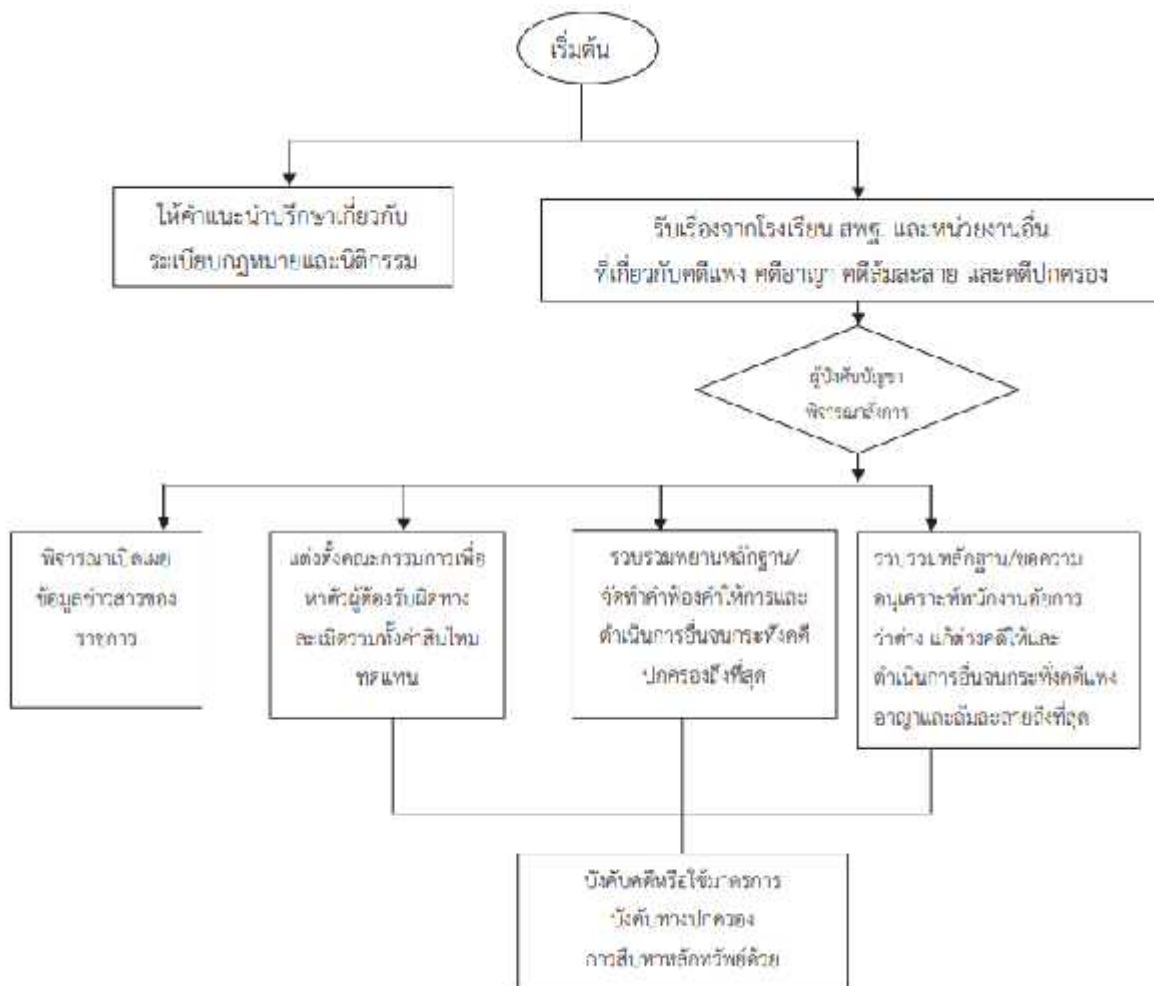 เริ่มต้น
ให้คำแนะนำปรึกษาเกี่ยวกับ
ระเบียบกฎหมายและนิติกรรม
รับเรื่องจากโรงเรียน สพฐ. และหน่วยงานอื่น
ที่เกี่ยวกับคดีแพ่ง คดีอาญา คดีล้มละลาย และคดีปกครอง
ผู้บังคับบัญชา
พิจารณาสั่งการ
พิจารณาเปิดเผย
ข้อมูลข่าวสารของ
ราชการ
แต่งตั้งคณะกรรมการเพื่อ
หาตัวผู้ต้องรับผิดทาง
ละเมิดรวมทั้งค่าสินไหม
ทดแทน
รวบรวมพยานหลักฐาน/
จัดทำคำฟ้องคำให้การและ
ดำเนินการอื่นจนกระทั่งคดี
ปกครองถึงที่สุด
รวบรวมหลักฐาน/ขอความ
อนุเคราะห์พนักงานอัยการ
ว่าต่าง แก้ต่างคดีให้และ
ดำเนินการอื่นจนกระทั่งคดีแพ่ง
อาญาและล้มละลายถึงที่สุด
บังคับคดีหรือใช้มาตรการ
บังคับทางปกครอง
การสืบหาหลักทรัพย์ด้วย